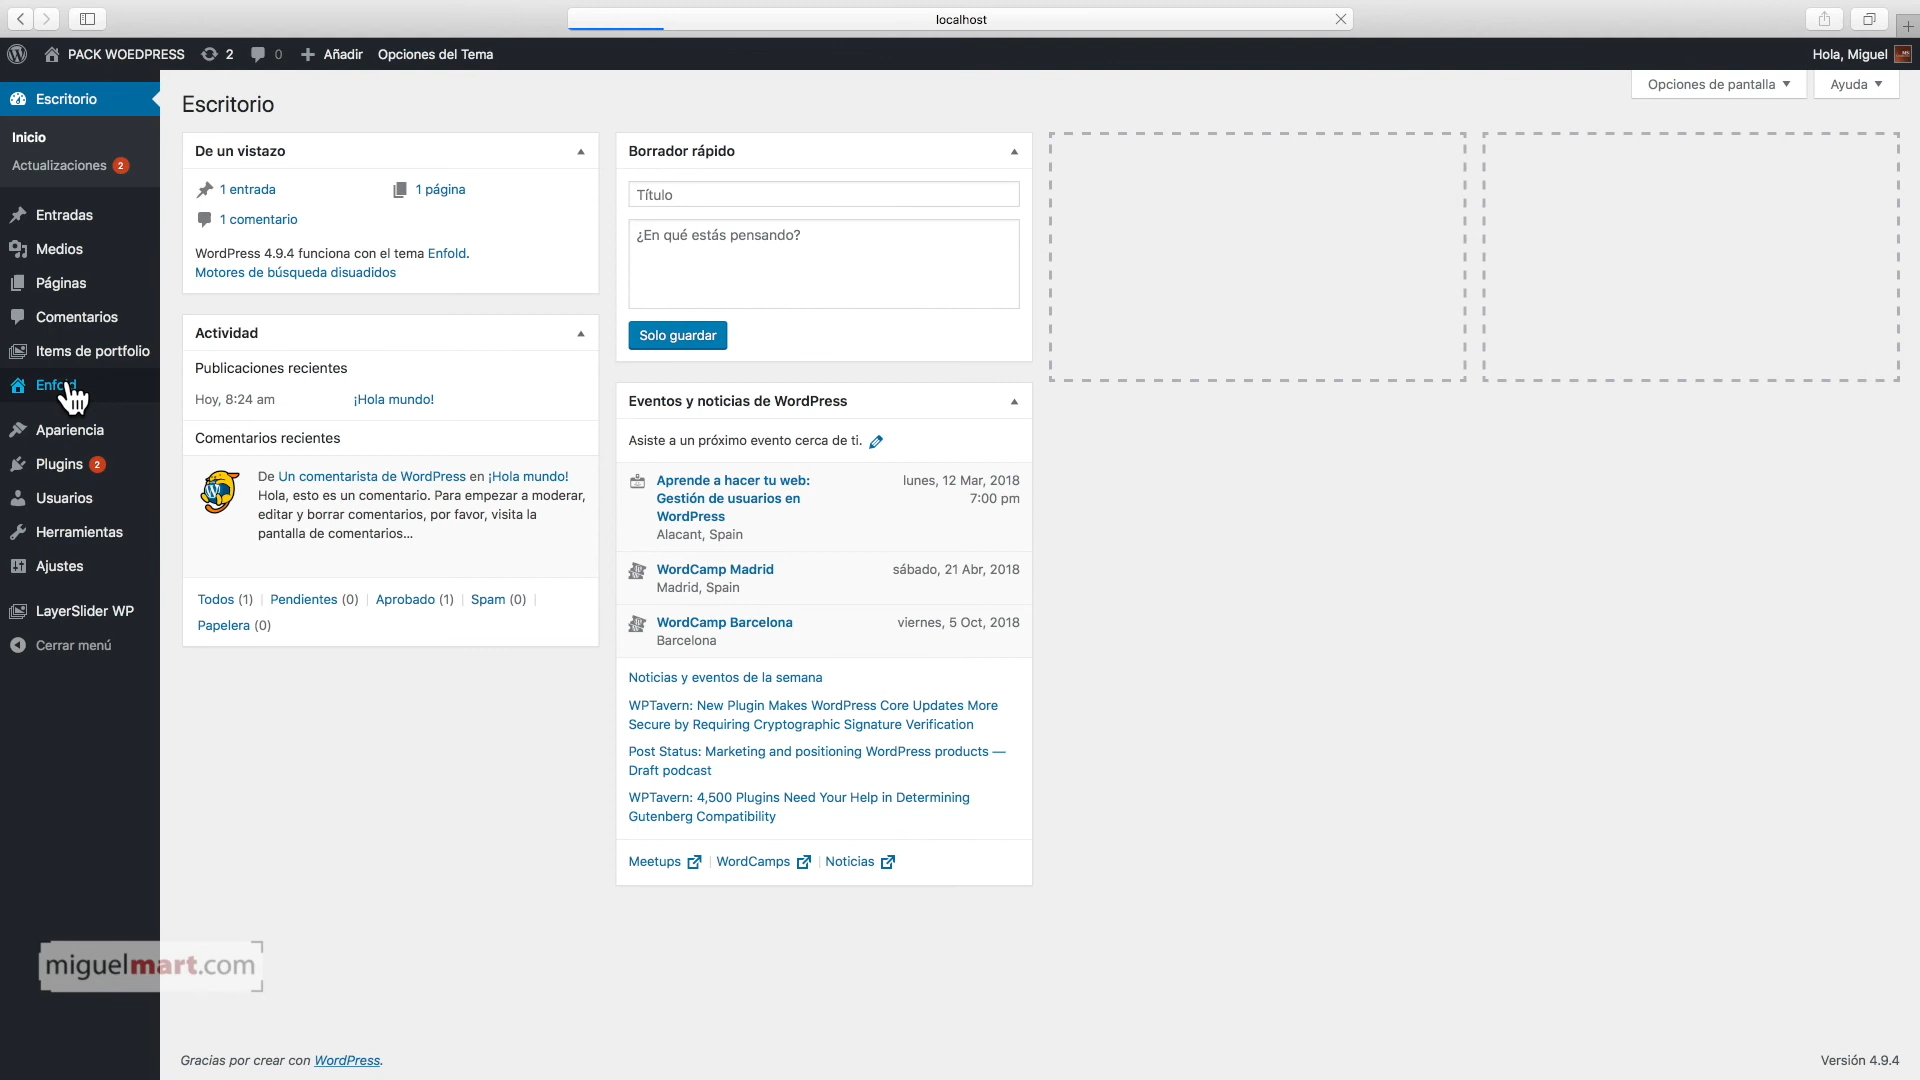 localhost
PACK WOEDPRESS 2 0 Añadir Opciones del Tema
Hola, Miguel
Escritorio
Inicio
Actualizaciones 2
Entradas
Medios
Páginas
Comentarios
Items de portfolio
Enfold
Apariencia
Plugins 2
Usuarios
Herramientas
Ajustes
LayerSlider WP
Cerrar menú
Opciones de pantalla
Ayuda
Escritorio
De un vistazo
1 entrada
1 página
1 comentario
WordPress 4.9.4 funciona con el tema Enfold.
Motores de búsqueda disuadidos
Actividad
Publicaciones recientes
Hoy, 8:24 am ¡Hola mundo!
Comentarios recientes
De Un comentarista de WordPress en ¡Hola mundo!
Hola, esto es un comentario. Para empezar a moderar,
editar y borrar comentarios, por favor, visita la
pantalla de comentarios...
Todos (1) | Pendientes (0) | Aprobado (1) | Spam (0) |
Papelera (0)
Borrador rápido
Título
¿En qué estás pensando?
Solo guardar
Eventos y noticias de WordPress
Asiste a un próximo evento cerca de ti.
Aprende a hacer tu web: lunes, 12 Mar, 2018
Gestión de usuarios en 7:00 pm
WordPress
Alacant, Spain
WordCamp Madrid sábado, 21 Abr, 2018
Madrid, Spain
WordCamp Barcelona viernes, 5 Oct, 2018
Barcelona
Noticias y eventos de la semana
WPTavern: New Plugin Makes WordPress Core Updates More
Secure by Requiring Cryptographic Signature Verification
Post Status: Marketing and positioning WordPress products —
Draft podcast
WPTavern: 4,500 Plugins Need Your Help in Determining
Gutenberg Compatibility
Meetups | WordCamps | Noticias
miguelmart.com
Gracias por crear con WordPress.
Versión 4.9.4